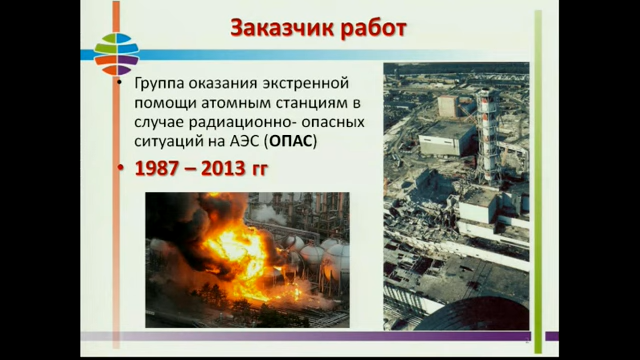 Заказчик работ
• Группа оказания экстренной
помощи атомным станциям в
случае радиационно- опасных
ситуаций на АЭС (ОПАС)
• 1987 – 2013 гг